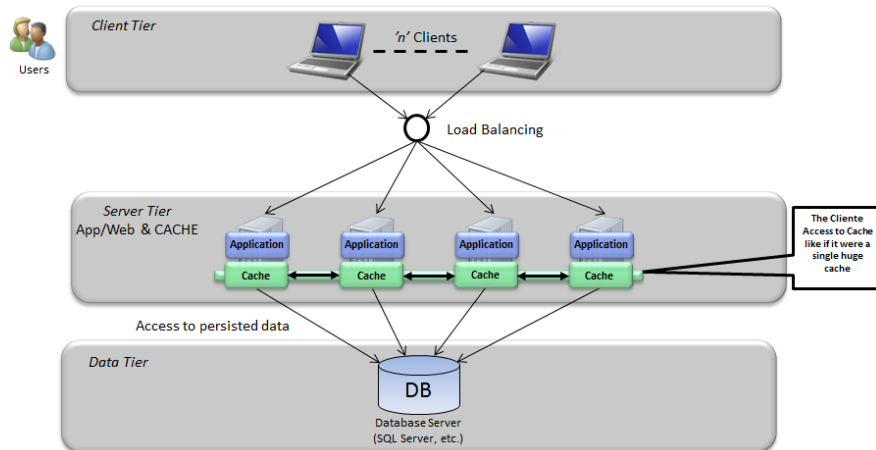 Client Tier
'n' Clients
Users
Load Balancing
Server Tier
App/Web & CACHE
Application
Application
Application
Application
Cache
Cache
Cache
Cache
The Cliente
Access to Cache
like if it were a
single huge
cache
Access to persisted data
Data Tier
DB
Database Server
(SQL Server, etc.)